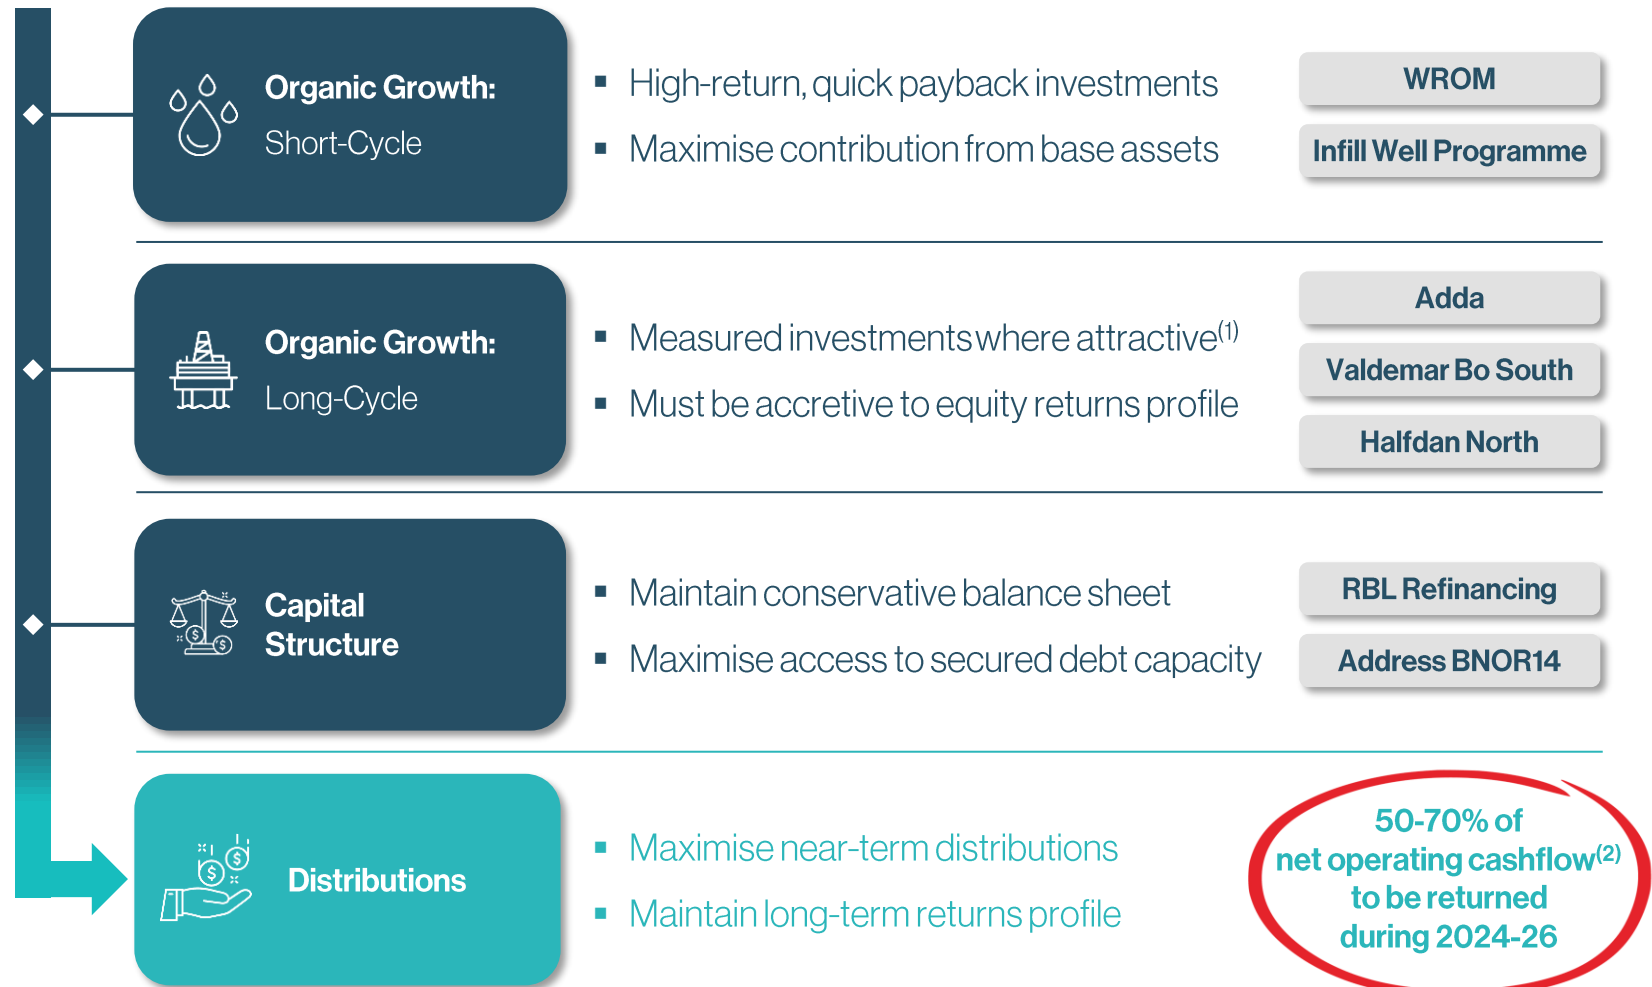 Organic Growth:
Short-Cycle
▪ High-return, quick payback investments
▪ Maximise contribution from base assets
WROM
Infill Well Programme
Organic Growth:
Long-Cycle
▪ Measured investments where attractive(1)
▪ Must be accretive to equity returns profile
Adda
Valdemar Bo South
Halfdan North
Capital
Structure
▪ Maintain conservative balance sheet
▪ Maximise access to secured debt capacity
RBL Refinancing
Address BNOR14
Distributions
▪ Maximise near-term distributions
▪ Maintain long-term returns profile
50-70% of
net operating cashflow(2)
to be returned
during 2024-26